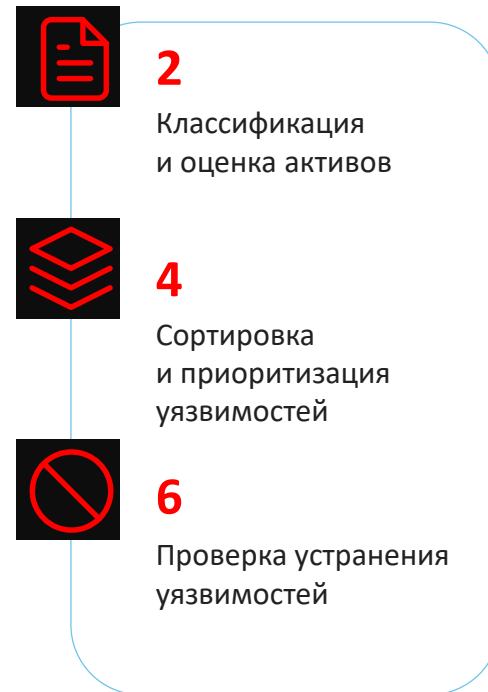 2
Классификация
и оценка активов
4
Сортировка
и приоритизация
уязвимостей
6
Проверка устранения
уязвимостей